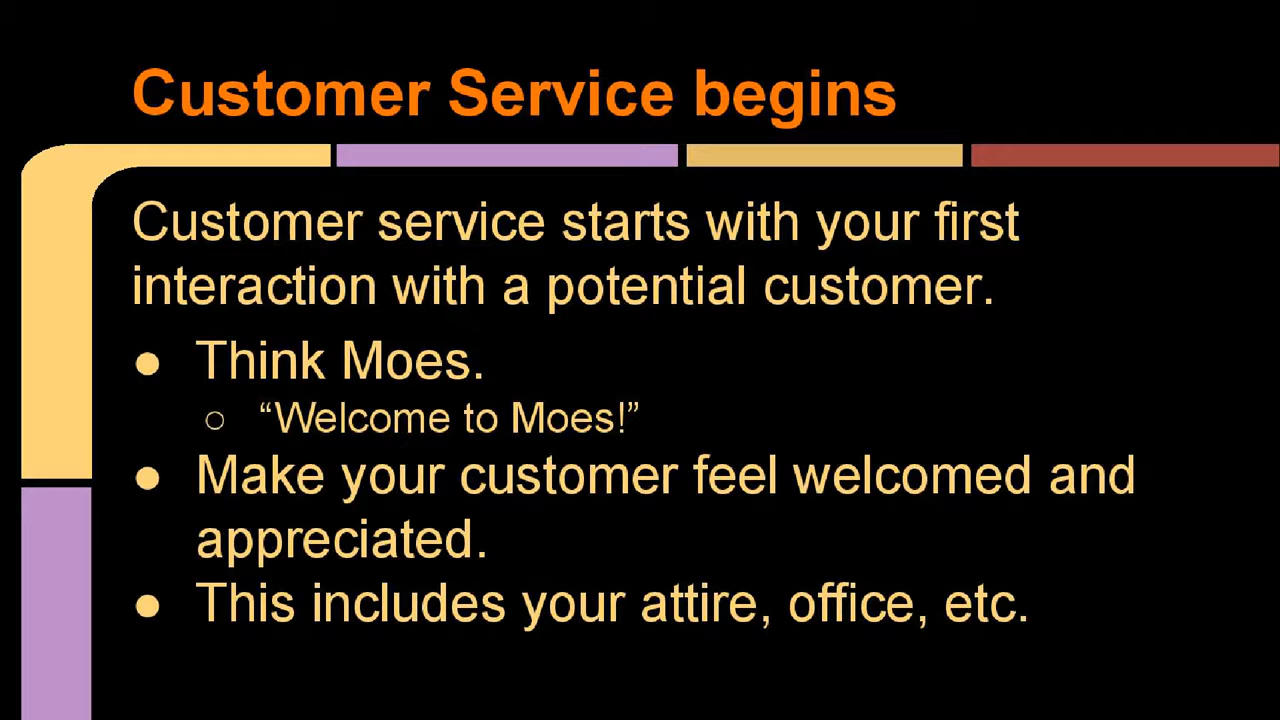 Customer Service begins
Customer service starts with your first
interaction with a potential customer.
● Think Moes.
○ “Welcome to Moes!”
● Make your customer feel welcomed and
appreciated.
● This includes your attire, office, etc.